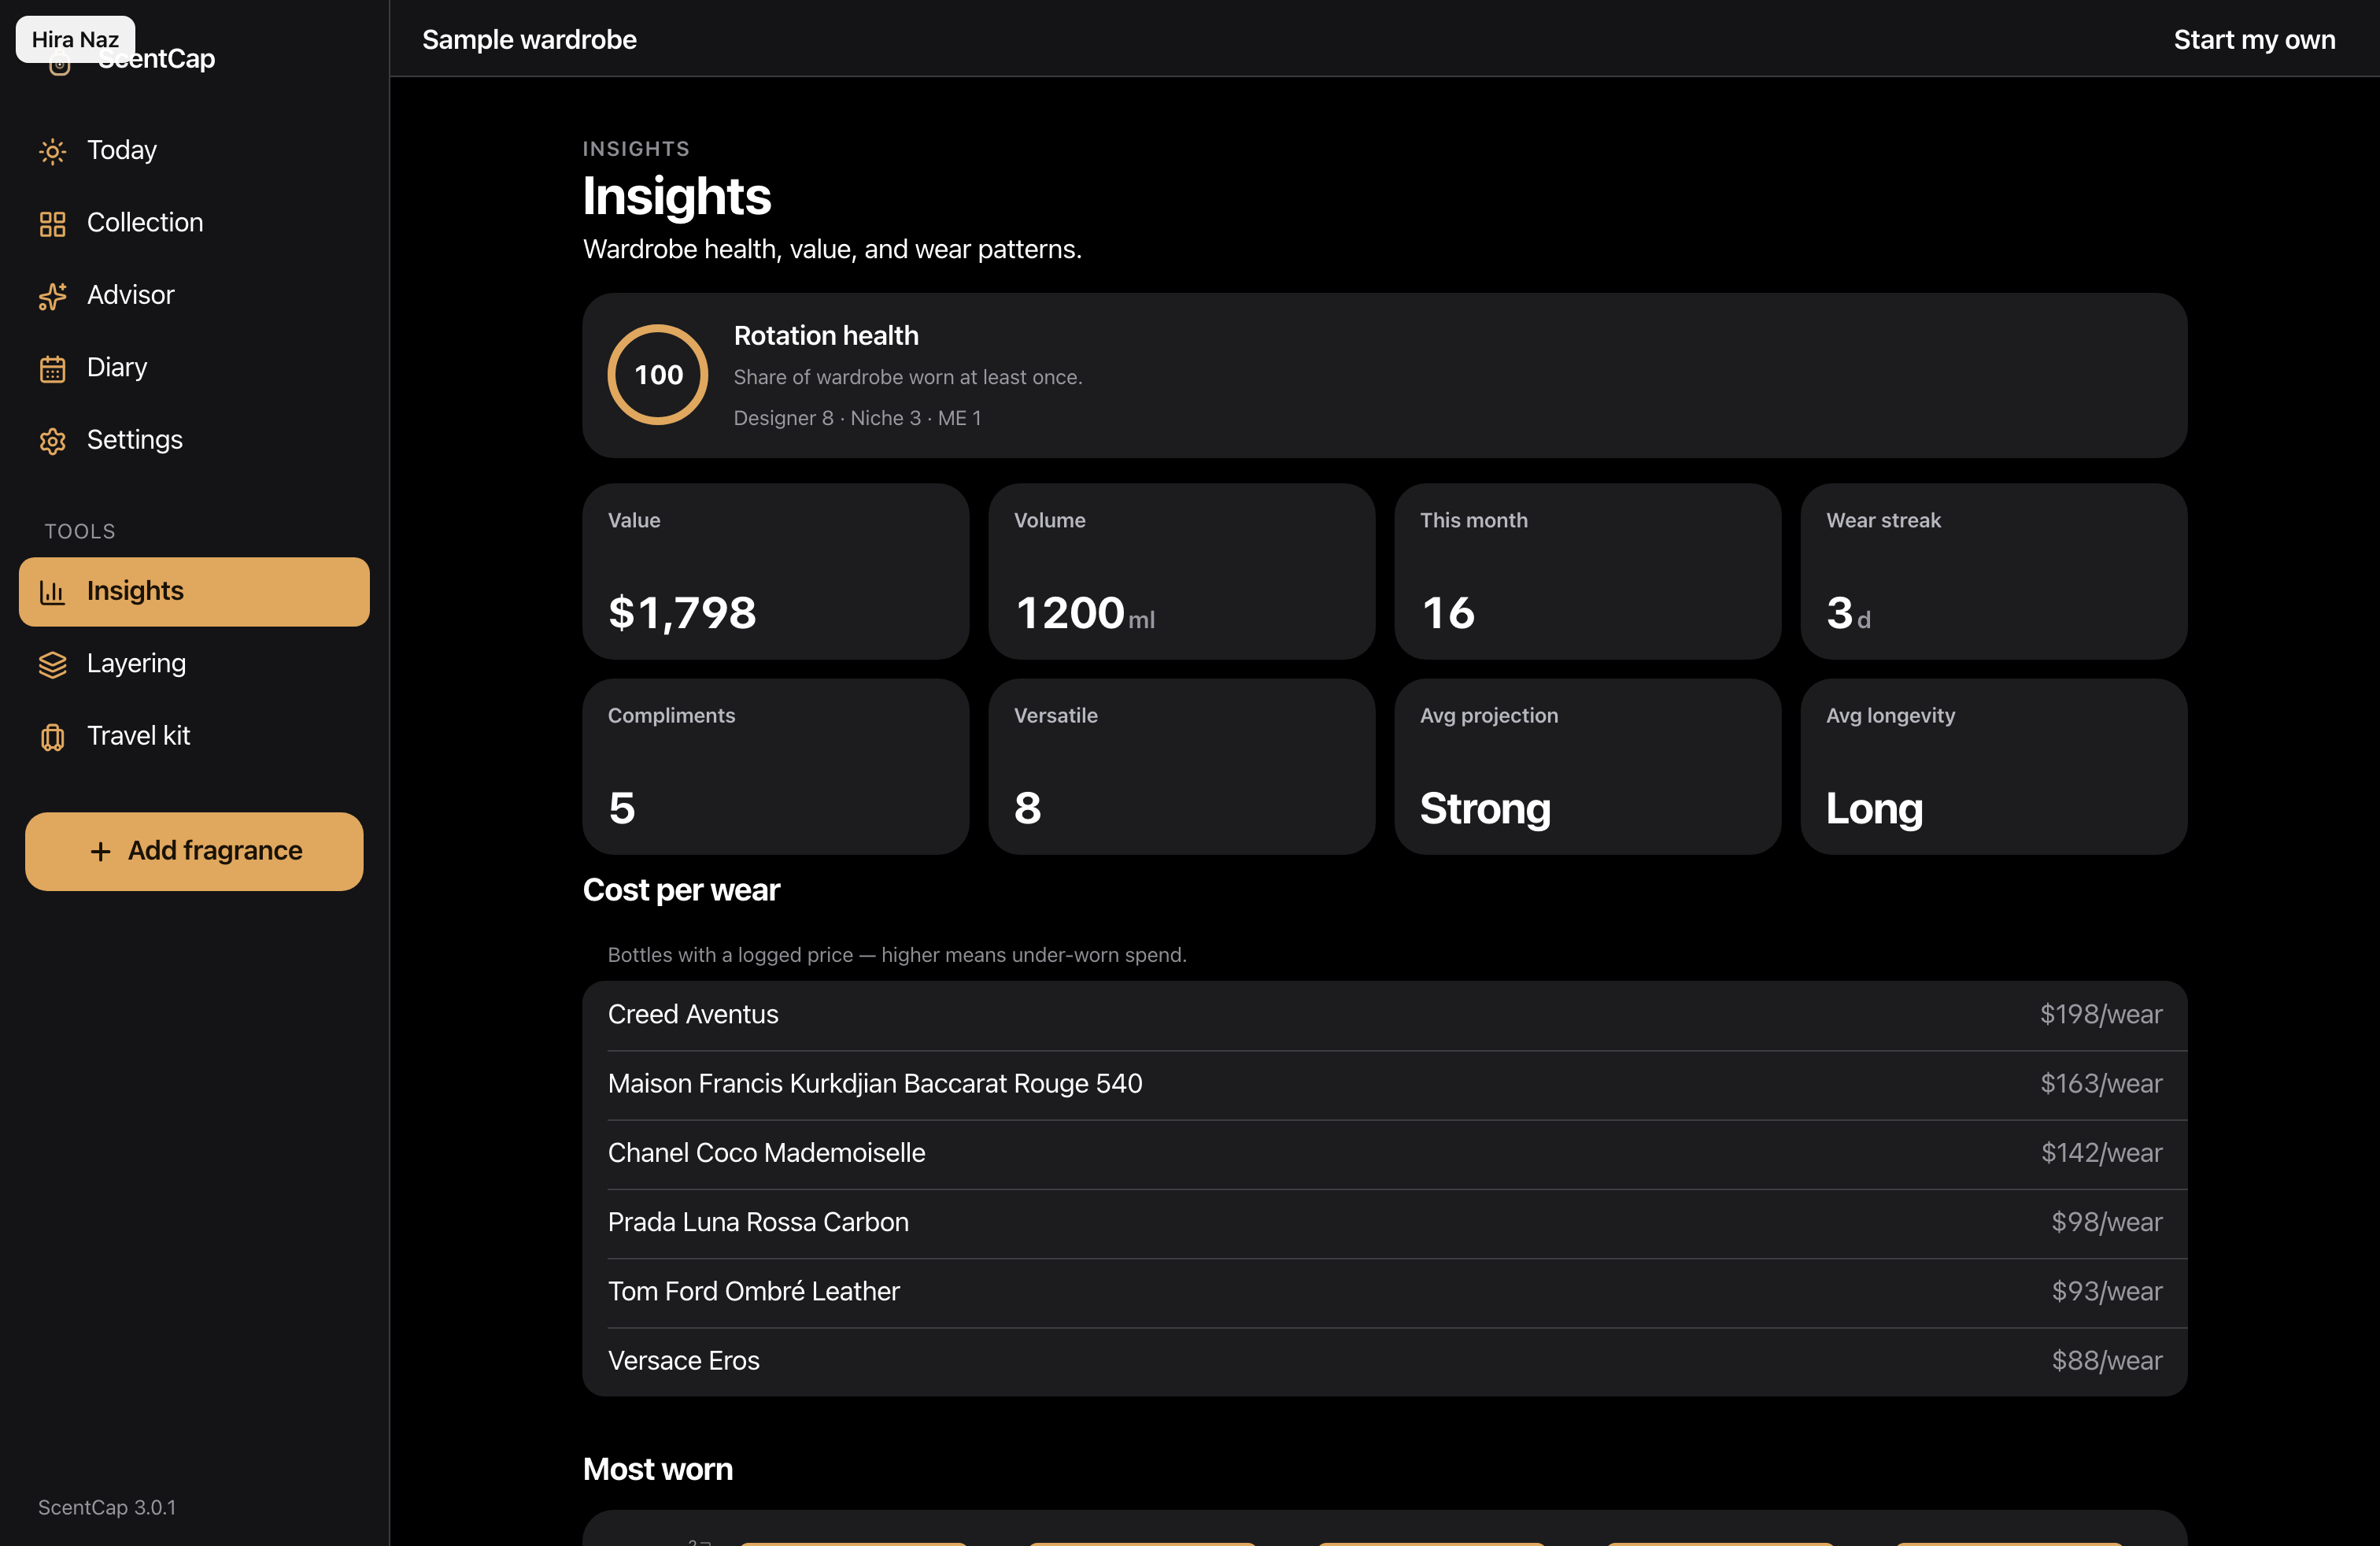 Hira Naz
ScentCap
Today
Collection
Advisor
Diary
Settings
TOOLS
Insights
Layering
Travel kit
Add fragrance
ScentCap 3.0.1
Sample wardrobe
Start my own
INSIGHTS
Insights
Wardrobe health, value, and wear patterns.
100
Rotation health
Share of wardrobe worn at least once.
Designer 8 · Niche 3 · ME 1
Value
$1,798
Volume
1200 ml
This month
16
Wear streak
3 d
Compliments
5
Versatile
8
Avg projection
Strong
Avg longevity
Long
Cost per wear
Bottles with a logged price — higher means under-worn spend.
Creed Aventus
$198/wear
Maison Francis Kurkdjian Baccarat Rouge 540
$163/wear
Chanel Coco Mademoiselle
$142/wear
Prada Luna Rossa Carbon
$98/wear
Tom Ford Ombré Leather
$93/wear
Versace Eros
$88/wear
Most worn